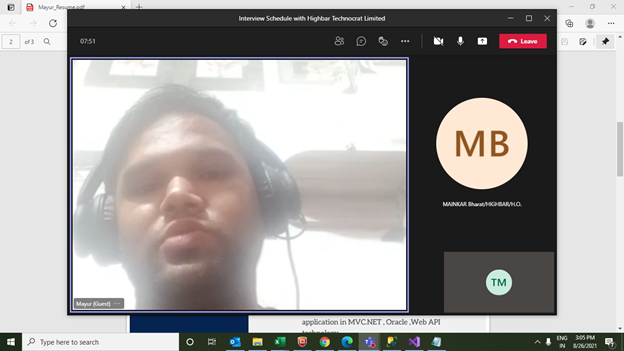 Mayur_Resume.pdf
Interview Schedule with Highbar Technocrat Limited
2 of 3
07:51
Leave
MB
MAINKAR Bharat/HIGHBAR/H.O.
TM
Mayur (Guest)
application in MVC.NET , Oracle ,Web API
Type here to search
ENG
IN
3:05 PM
8/26/2021